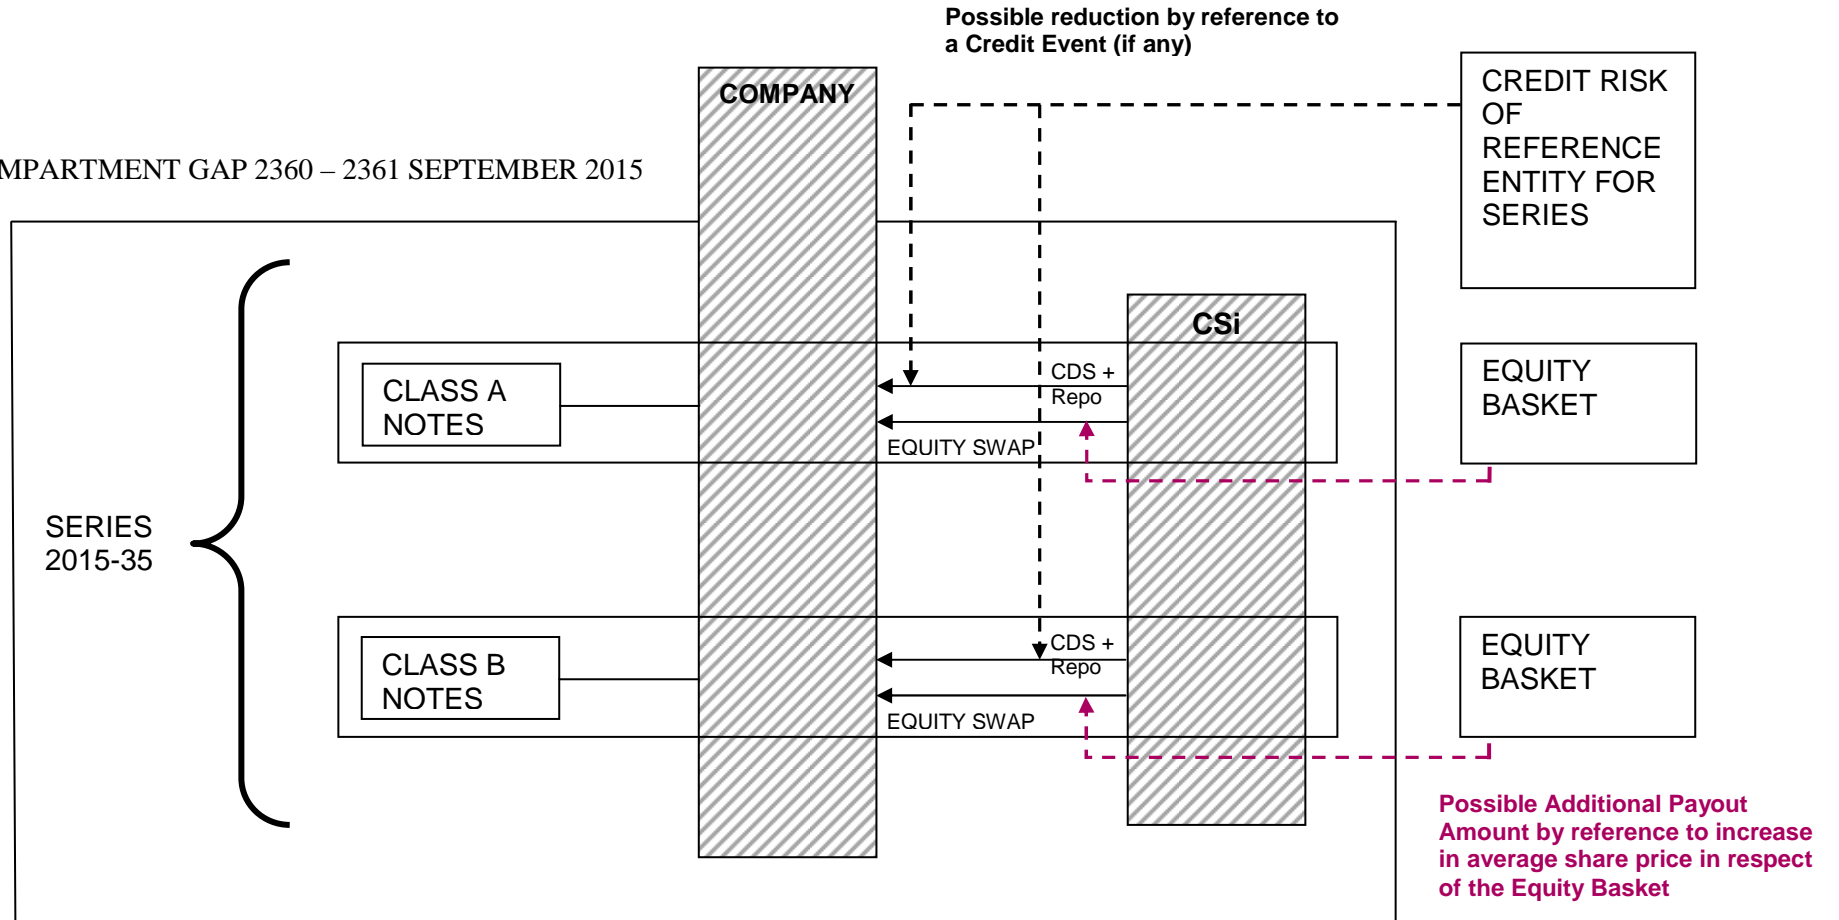 Possible reduction by reference to
a Credit Event (if any)
COMPANY
CREDIT RISK
OF
REFERENCE
ENTITY FOR
SERIES
MPARTMENT GAP 2360 – 2361 SEPTEMBER 2015
CSi
CLASS A
NOTES
CDS +
Repo
EQUITY SWAP
EQUITY
BASKET
SERIES
2015-35
CLASS B
NOTES
CDS +
Repo
EQUITY SWAP
EQUITY
BASKET
Possible Additional Payout
Amount by reference to increase
in average share price in respect
of the Equity Basket